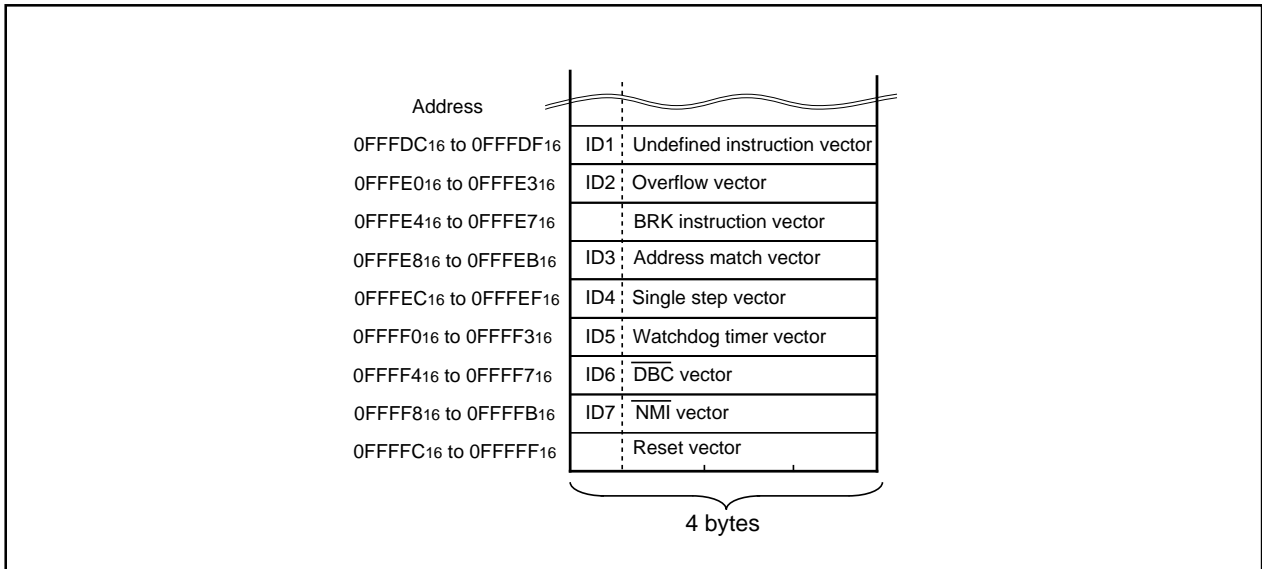 Address
0FFFDC16 to 0FFFDF16 ID1 Undefined instruction vector
0FFFE016 to 0FFFE316 ID2 Overflow vector
0FFFE416 to 0FFFE716 BRK instruction vector
0FFFE816 to 0FFFEB16 ID3 Address match vector
0FFFEC16 to 0FFFEF16 ID4 Single step vector
0FFFF016 to 0FFFF316 ID5 Watchdog timer vector
0FFFF416 to 0FFFF716 ID6 D̅B̅C̅ vector
0FFFF816 to 0FFFFB16 ID7 N̅M̅I̅ vector
0FFFFC16 to 0FFFFF16 Reset vector
4 bytes